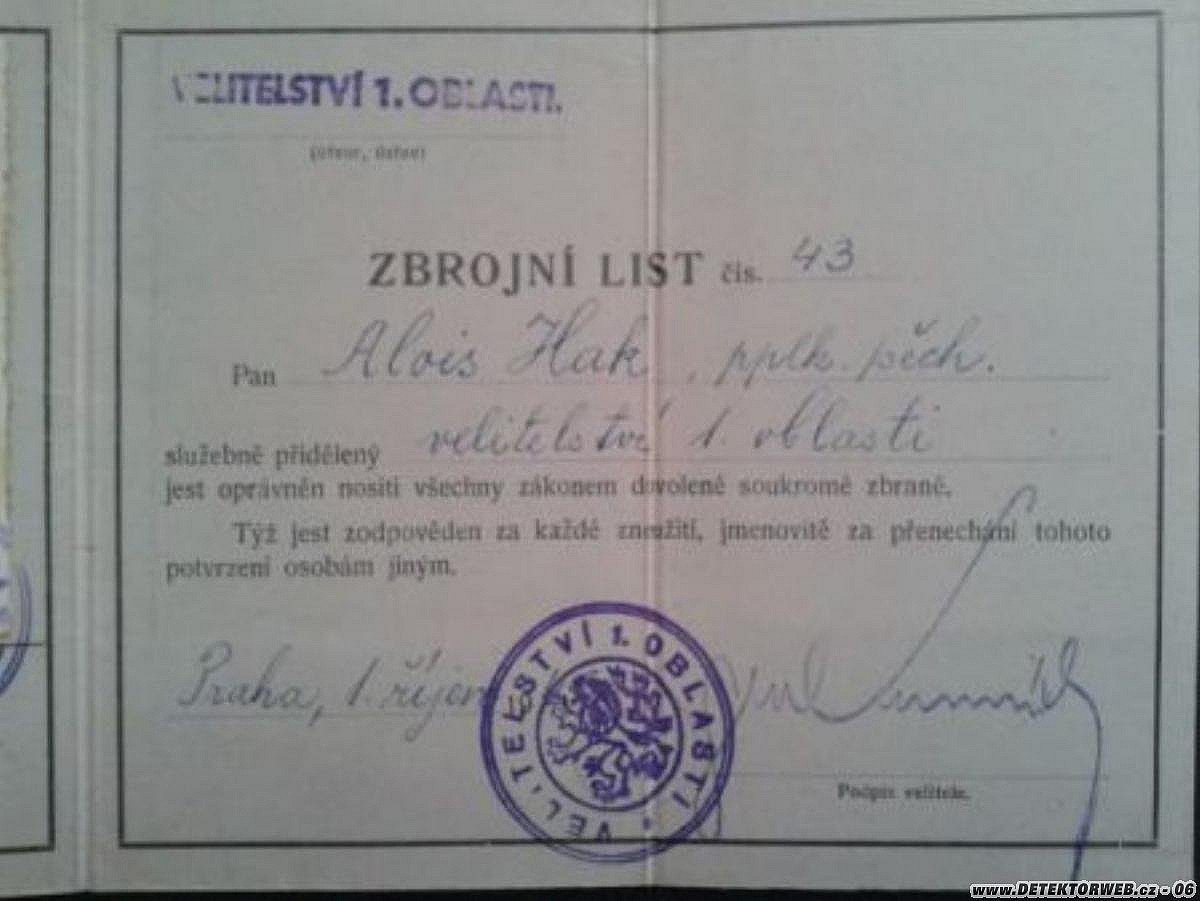 VELITELSTVÍ 1. OBLASTI.
(útvar, ústav)
ZBROJNÍ LIST čís. 43
Pan Alois Hak, pplk. pěch.
služebně přidělený velitelství 1. oblasti
jest oprávněn nositi všechny zákonem dovolené soukromé zbraně.
Týž jest zodpověden za každé zneužití, jmenovitě za přenechání tohoto
potvrzení osobám jiným.
Praha, 1. říjen
VELITELSTVÍ 1. OBLASTI
Podpis velitele.
www.DETEKTORWEB.cz - 06